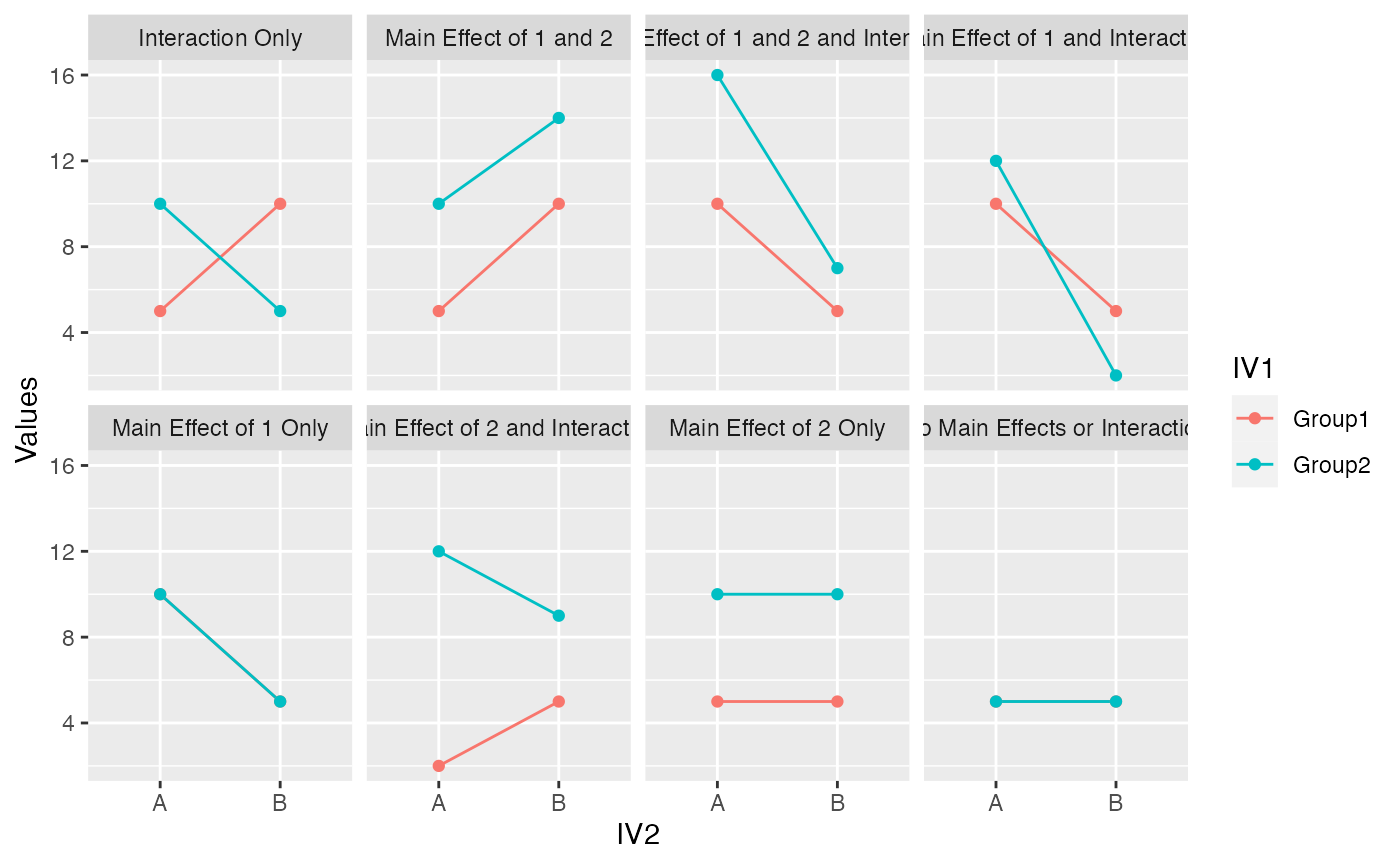 Interaction Only
Main Effect of 1 and 2
Effect of 1 and 2 and Inter
in Effect of 1 and Interact
16
12
8
4
Main Effect of 1 Only
in Effect of 2 and Interact
Main Effect of 2 Only
Main Effects or Interactio
16
12
8
4
Values
A
B
A
B
A
B
A
B
IV2
IV1
Group1
Group2